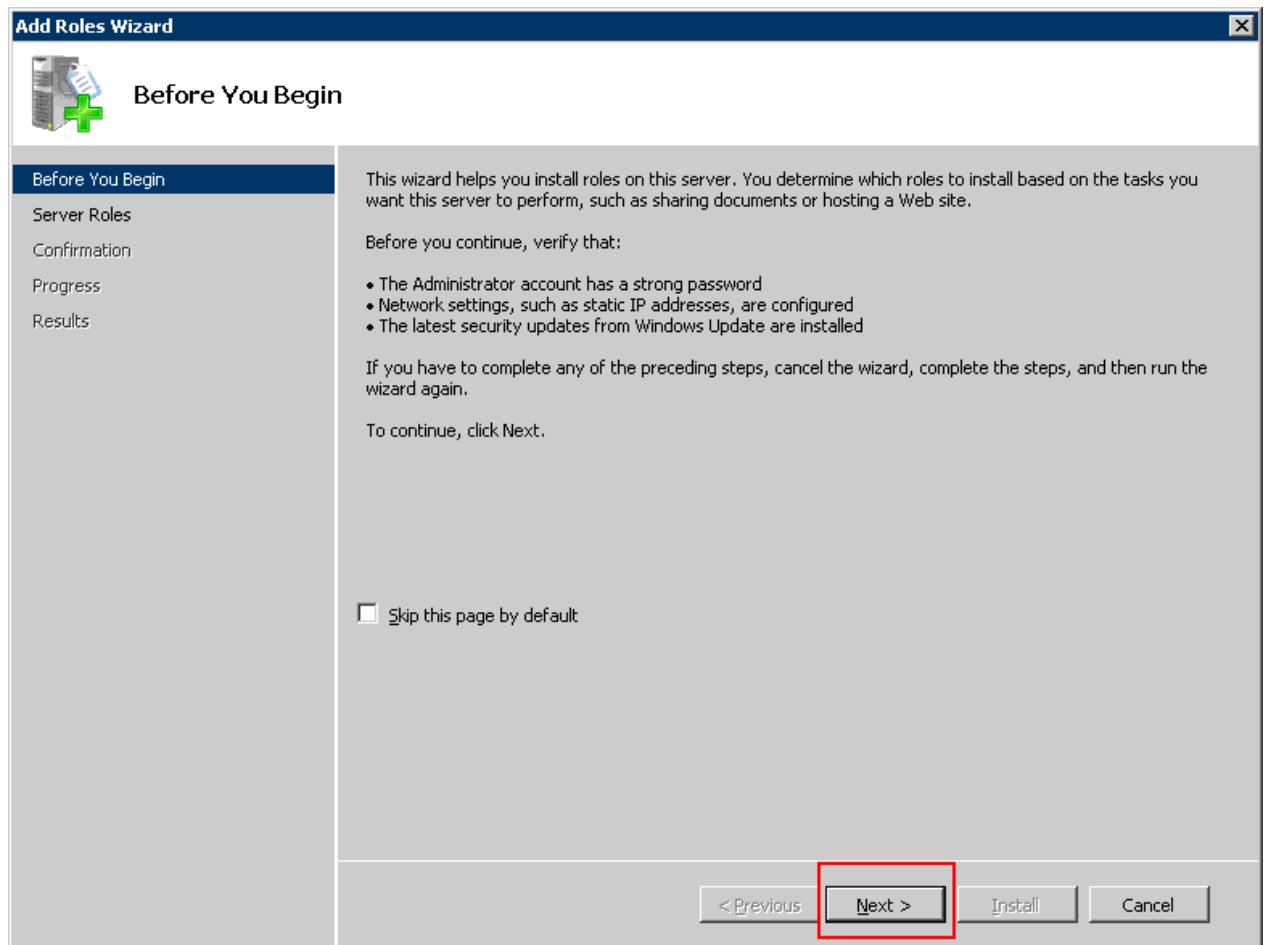 Add Roles Wizard
Before You Begin
Before You Begin
Server Roles
Confirmation
Progress
Results
This wizard helps you install roles on this server. You determine which roles to install based on the tasks you
want this server to perform, such as sharing documents or hosting a Web site.
Before you continue, verify that:
• The Administrator account has a strong password
• Network settings, such as static IP addresses, are configured
• The latest security updates from Windows Update are installed
If you have to complete any of the preceding steps, cancel the wizard, complete the steps, and then run the
wizard again.
To continue, click Next.
Skip this page by default
< Previous Next > Install Cancel